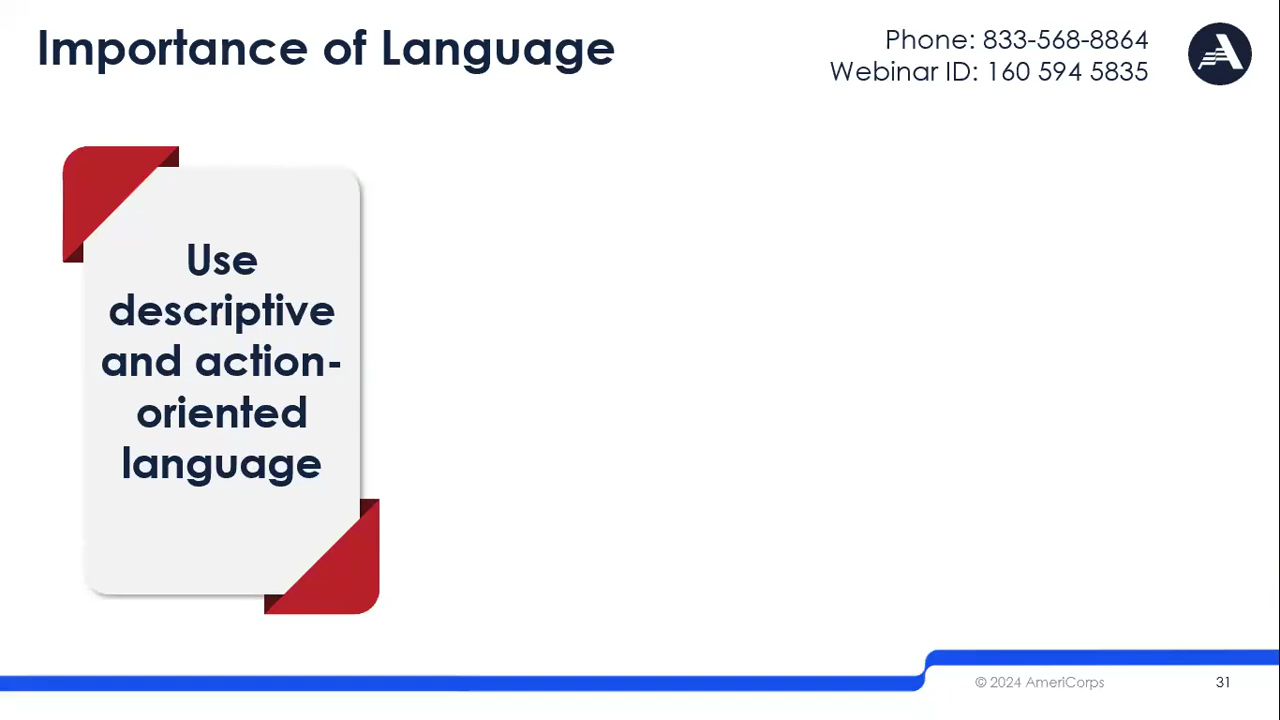 Importance of Language
Phone: 833-568-8864
Webinar ID: 160 594 5835
Use
descriptive
and action-
oriented
language
© 2024 AmeriCorps
31